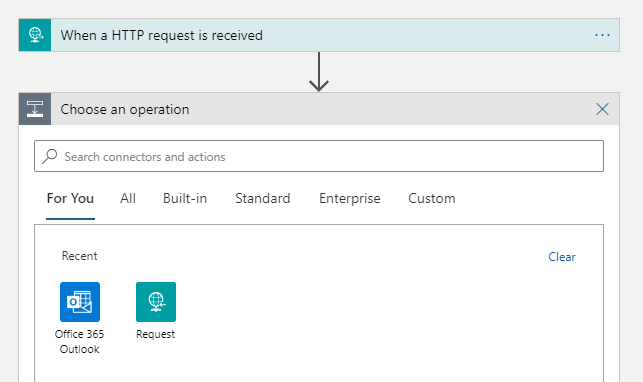 When a HTTP request is received
Choose an operation
Search connectors and actions
For You All Built-in Standard Enterprise Custom
Recent Clear
Office 365 Request
Outlook